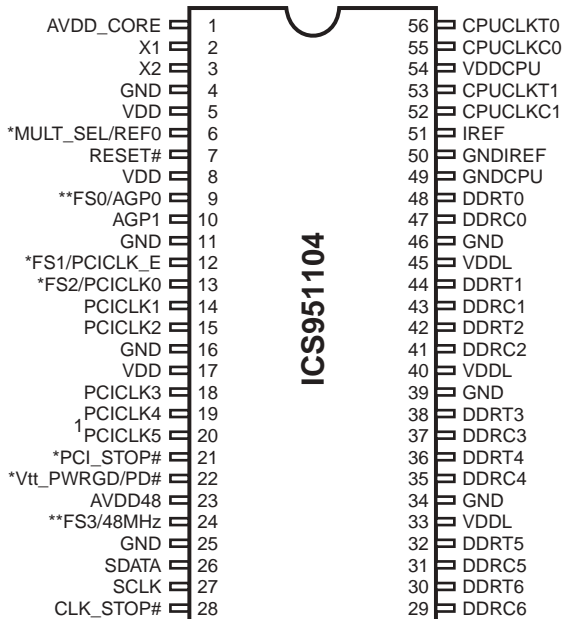 AVDD_CORE 1 56 CPUCLKT0
X1 2 55 CPUCLKC0
X2 3 54 VDDCPU
GND 4 53 CPUCLKT1
VDD 5 52 CPUCLKC1
*MULT_SEL/REF0 6 51 IREF
RESET# 7 50 GNDIREF
VDD 8 49 GNDCPU
**FS0/AGP0 9 48 DDRT0
AGP1 10 47 DDRC0
GND 11 46 GND
*FS1/PCICLK_E 12 45 VDDL
*FS2/PCICLK0 13 44 DDRT1
PCICLK1 14 43 DDRC1
PCICLK2 15 42 DDRT2
GND 16 41 DDRC2
VDD 17 40 VDDL
PCICLK3 18 39 GND
PCICLK4 19 38 DDRT3
1PCICLK5 20 37 DDRC3
*PCI_STOP# 21 36 DDRT4
*Vtt_PWRGD/PD# 22 35 DDRC4
AVDD48 23 34 GND
**FS3/48MHz 24 33 VDDL
GND 25 32 DDRT5
SDATA 26 31 DDRC5
SCLK 27 30 DDRT6
CLK_STOP# 28 29 DDRC6
ICS951104